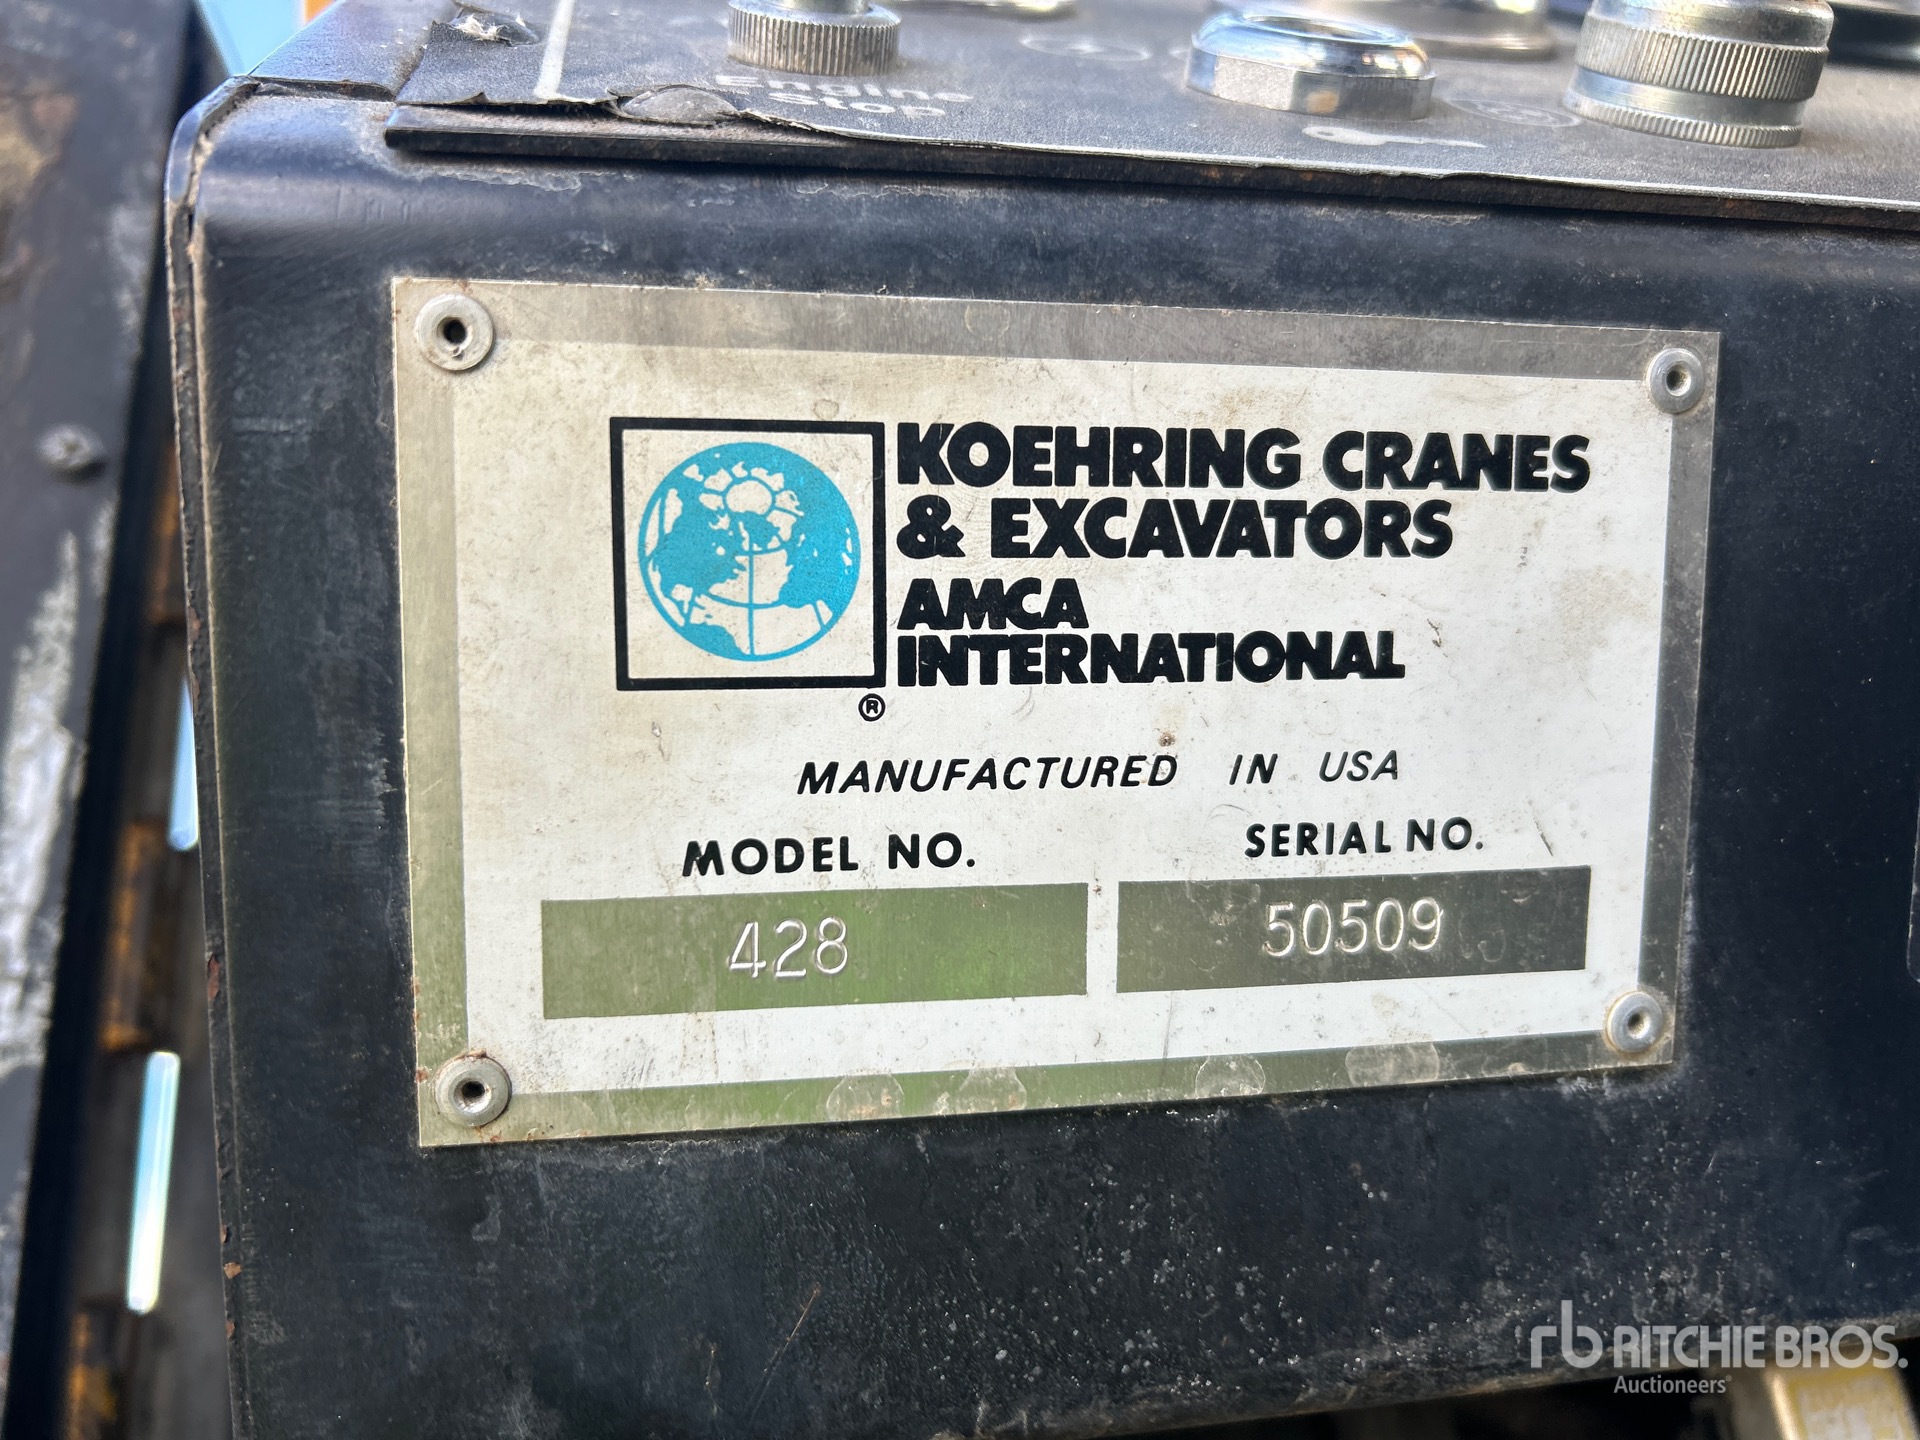 Engine
Stop
KOEHRING CRANES
& EXCAVATORS
AMCA
INTERNATIONAL
®
MANUFACTURED IN USA
MODEL NO. SERIAL NO.
428 50509
rb RITCHIE BROS.
Auctioneers